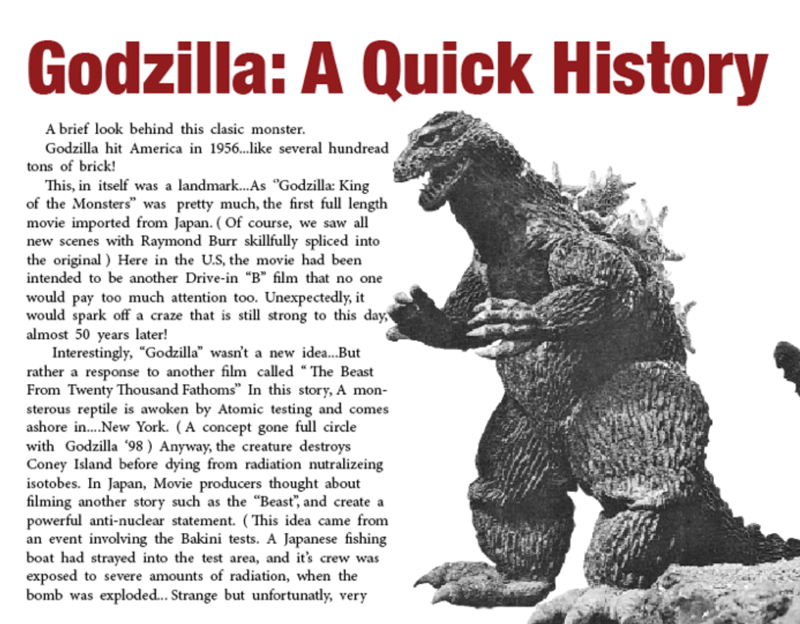 Godzilla: A Quick History
A brief look behind this clasic monster.
Godzilla hit America in 1956...like several hundread
tons of brick!
This, in itself was a landmark...As “Godzilla: King
of the Monsters” was pretty much, the first full length
movie imported from Japan. ( Of course, we saw all
new scenes with Raymond Burr skillfully spliced into
the original ) Here in the U.S, the movie had been
intended to be another Drive-in “B” film that no one
would pay too much attention too. Unexpectedly, it
would spark off a craze that is still strong to this day,
almost 50 years later!
Interestingly, “Godzilla” wasn’t a new idea...But
rather a response to another film called “ The Beast
From Twenty Thousand Fathoms” In this story, A mon-
sterous reptile is awoken by Atomic testing and comes
ashore in....New York. ( A concept gone full circle
with Godzilla ‘98 ) Anyway, the creature destroys
Coney Island before dying from radiation nutralizeing
isotobes. In Japan, Movie producers thought about
filming another story such as the “Beast”, and create a
powerful anti-nuclear statement. ( This idea came from
an event involving the Bakini tests. A Japanese fishing
boat had strayed into the test area, and it’s crew was
exposed to severe amounts of radiation, when the
bomb was exploded... Strange but unfortunatly, very